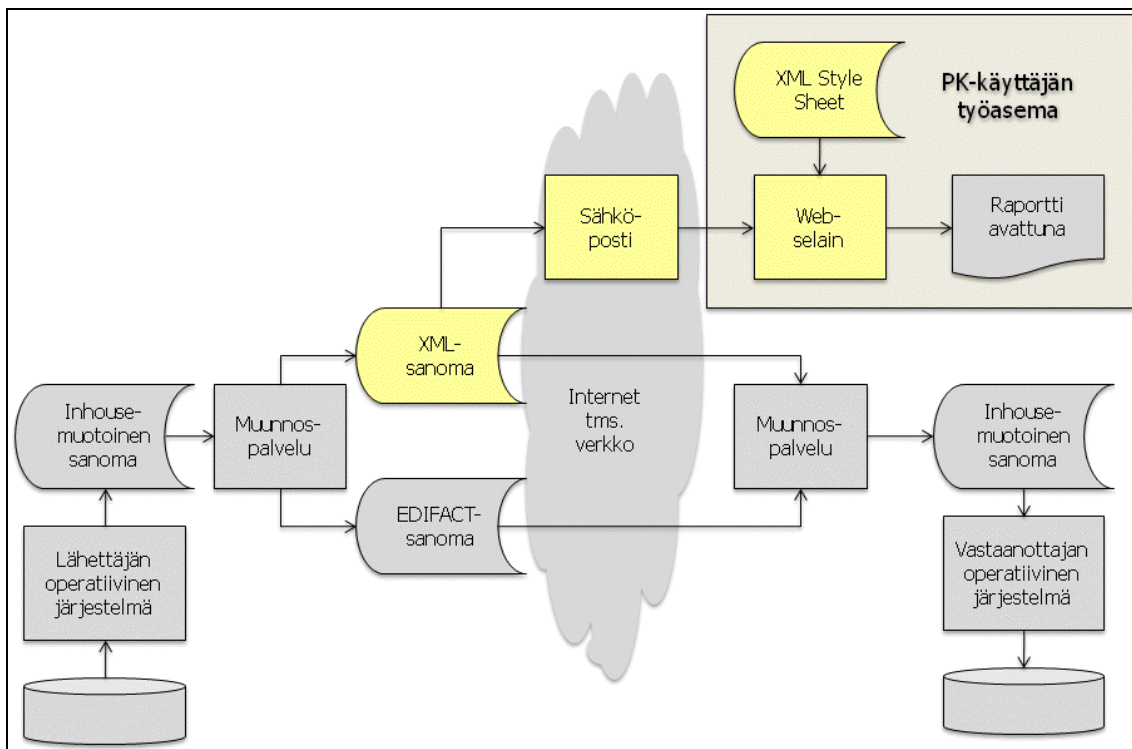 XML Style
Sheet
PK-käyttäjän
työasema
Sähkö-
posti
Web-
selain
Raportti
avattuna
XML-
sanoma
Inhouse-
muotoinen
sanoma
Muunnos-
palvelu
Internet
tms.
verkko
Muunnos-
palvelu
Inhouse-
muotoinen
sanoma
EDIFACT-
sanoma
Lähettäjän
operatiivinen
järjestelmä
Vastaanottajan
operatiivinen
järjestelmä